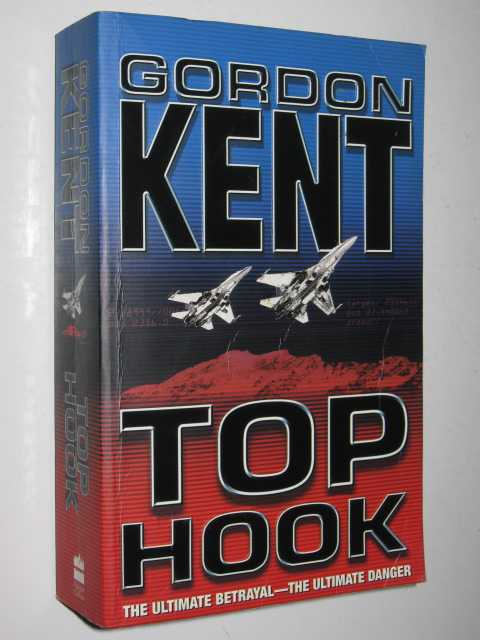 GORDON
KENT
TOP
HOOK
THE ULTIMATE BETRAYAL—THE ULTIMATE DANGER
GORDON
KENT
TOP
HOOK